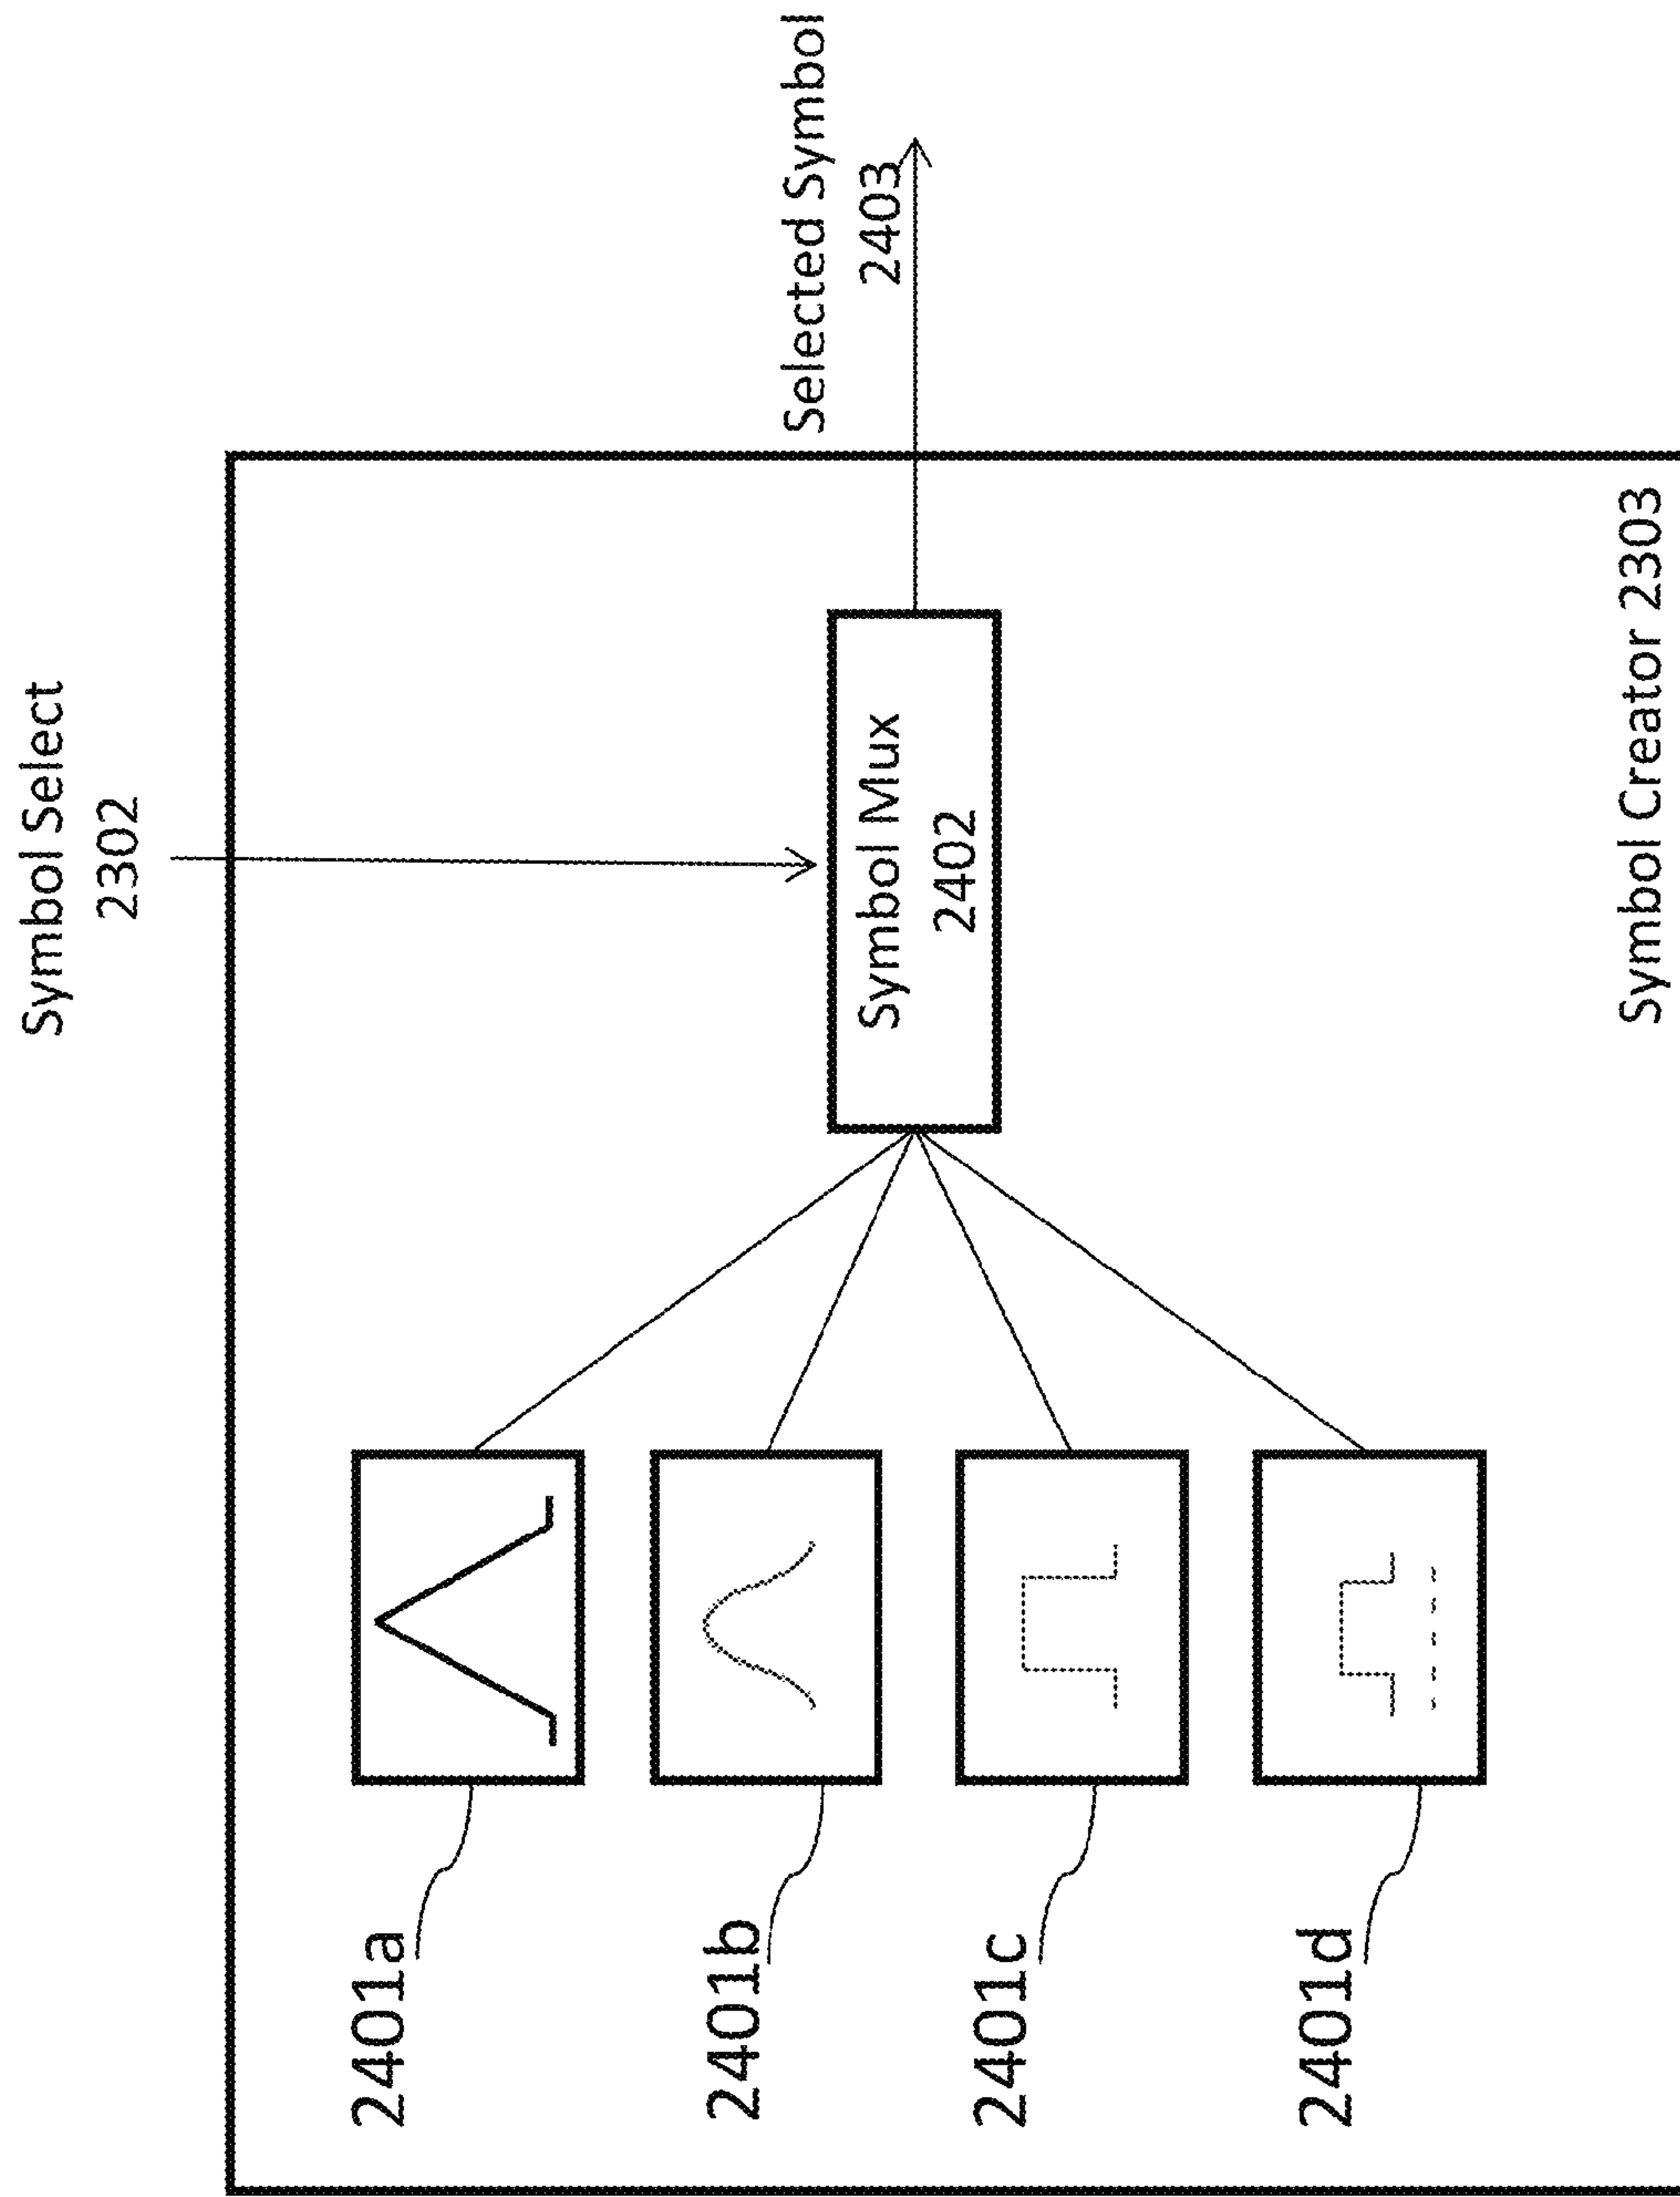 Symbol Select
2302
2401a
2401b
2401c
2401d
Symbol Mux
2402
Selected Symbol
2403
Symbol Creator 2303